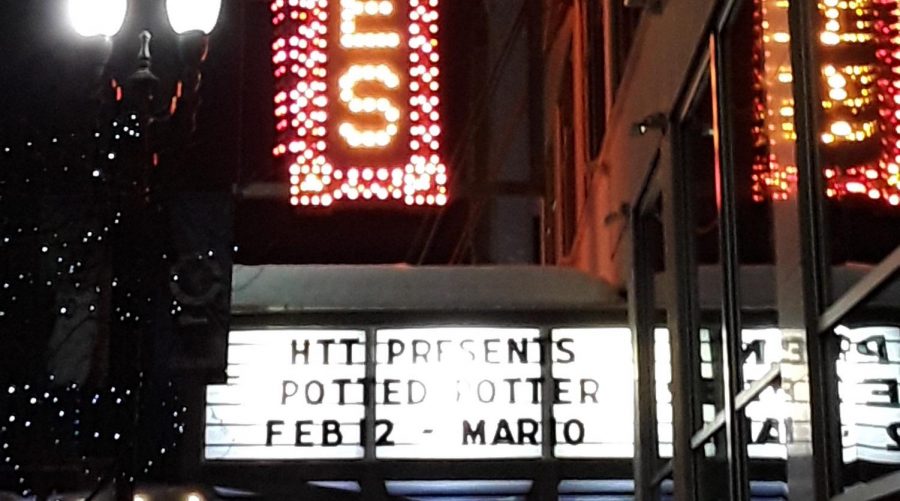 ES
HTT PRESENTS
POTTED POTTER
FEB 12 - MAR 10